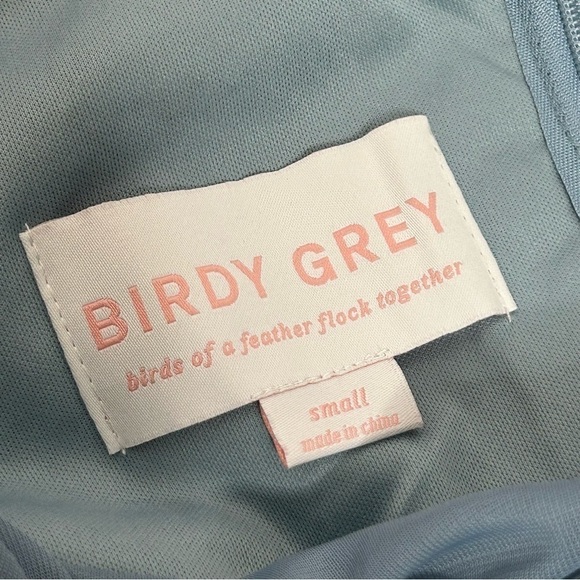 BIRDY GREY
birds of a feather flock together
small
made in china